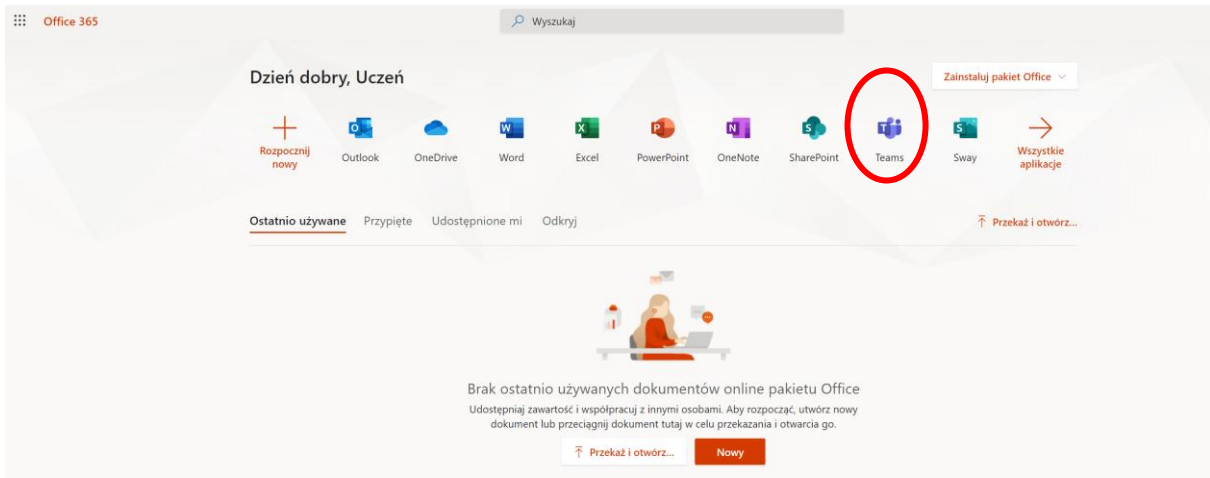 Office 365
Wyszukaj
Dzień dobry, Uczeń
Zainstaluj pakiet Office
Rozpocznij nowy
Outlook
OneDrive
Word
Excel
PowerPoint
OneNote
SharePoint
Teams
Sway
Wszystkie aplikacje
Ostatnio używane Przypięte Udostępnione mi Odkryj
Przekaż i otwórz...
Brak ostatnio używanych dokumentów online pakietu Office
Udostępniaj zawartość i współpracuj z innymi osobami. Aby rozpocząć, utwórz nowy
dokument lub przeciągnij dokument tutaj w celu przekazania i otwarcia go.
Przekaż i otwórz...
Nowy